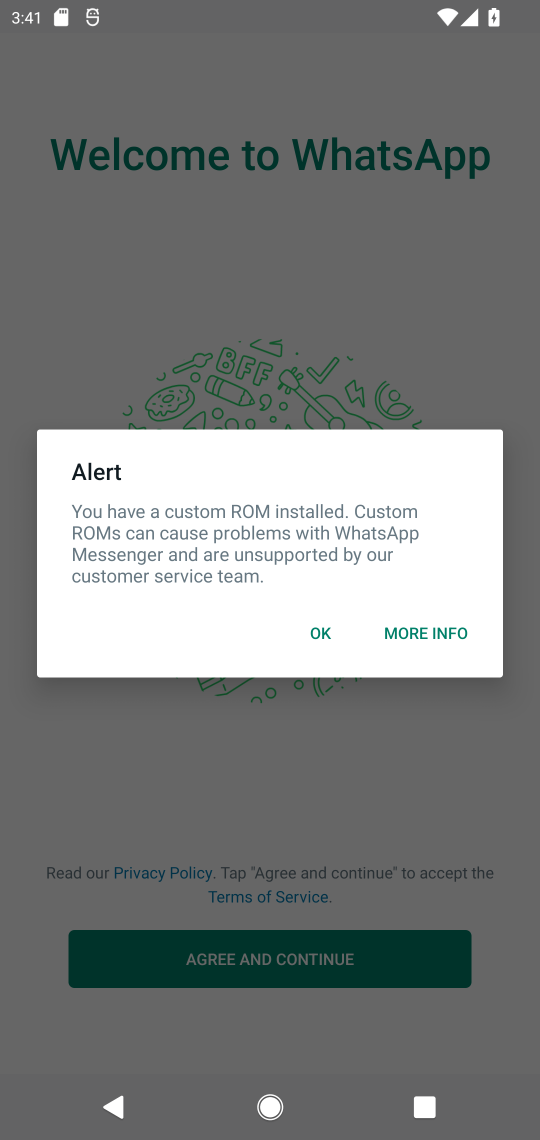 3:41
Welcome to WhatsApp
BFF
Alert
You have a custom ROM installed. Custom
ROMs can cause problems with WhatsApp
Messenger and are unsupported by our
customer service team.
OK MORE INFO
Read our Privacy Policy. Tap "Agree and continue" to accept the
Terms of Service.
AGREE AND CONTINUE